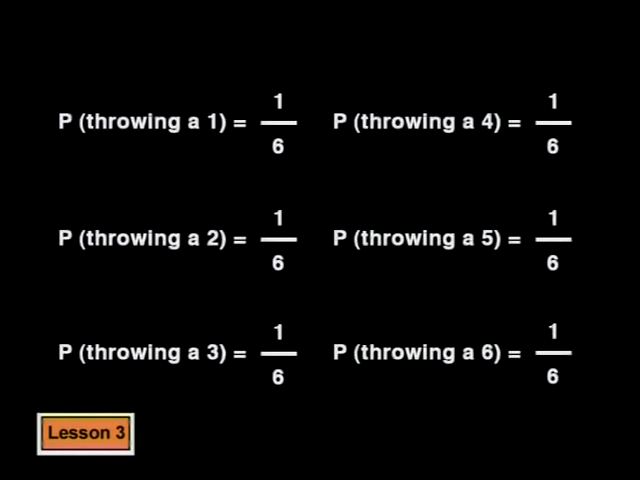 P (throwing a 1) = 1/6
P (throwing a 4) = 1/6
P (throwing a 2) = 1/6
P (throwing a 5) = 1/6
P (throwing a 3) = 1/6
P (throwing a 6) = 1/6
Lesson 3